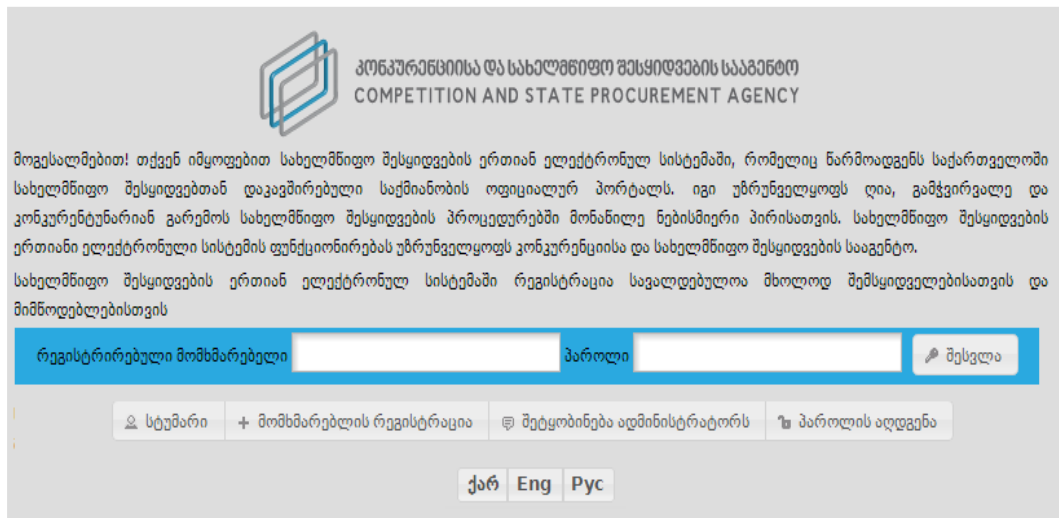 კონკურენციისა და სახელმწიფო შესყიდვების სააგენტო
COMPETITION AND STATE PROCUREMENT AGENCY
მოგესალმებით! თქვენ იმყოფებით სახელმწიფო შესყიდვების ერთიან ელექტრონულ სისტემაში, რომელიც წარმოადგენს საქართველოში
სახელმწიფო შესყიდვებთან დაკავშირებული საქმიანობის ოფიციალურ პორტალს. იგი უზრუნველყოფს ღია, გამჭვირვალე და
კონკურენტუნარიან გარემოს სახელმწიფო შესყიდვების პროცედურებში მონაწილე ნებისმიერი პირისათვის. სახელმწიფო შესყიდვების
ერთიანი ელექტრონული სისტემის ფუნქციონირებას უზრუნველყოფს კონკურენციისა და სახელმწიფო შესყიდვების სააგენტო.
სახელმწიფო შესყიდვების ერთიან ელექტრონულ სისტემაში რეგისტრაცია სავალდებულოა მხოლოდ შემსყიდველებისათვის და
მიმწოდებლებისთვის
რეგისტრირებული მომხმარებელი პაროლი შესვლა
სტუმარი მომხმარებლის რეგისტრაცია შეტყობინება ადმინისტრატორს პაროლის აღდგენა
ქარ Eng Рус